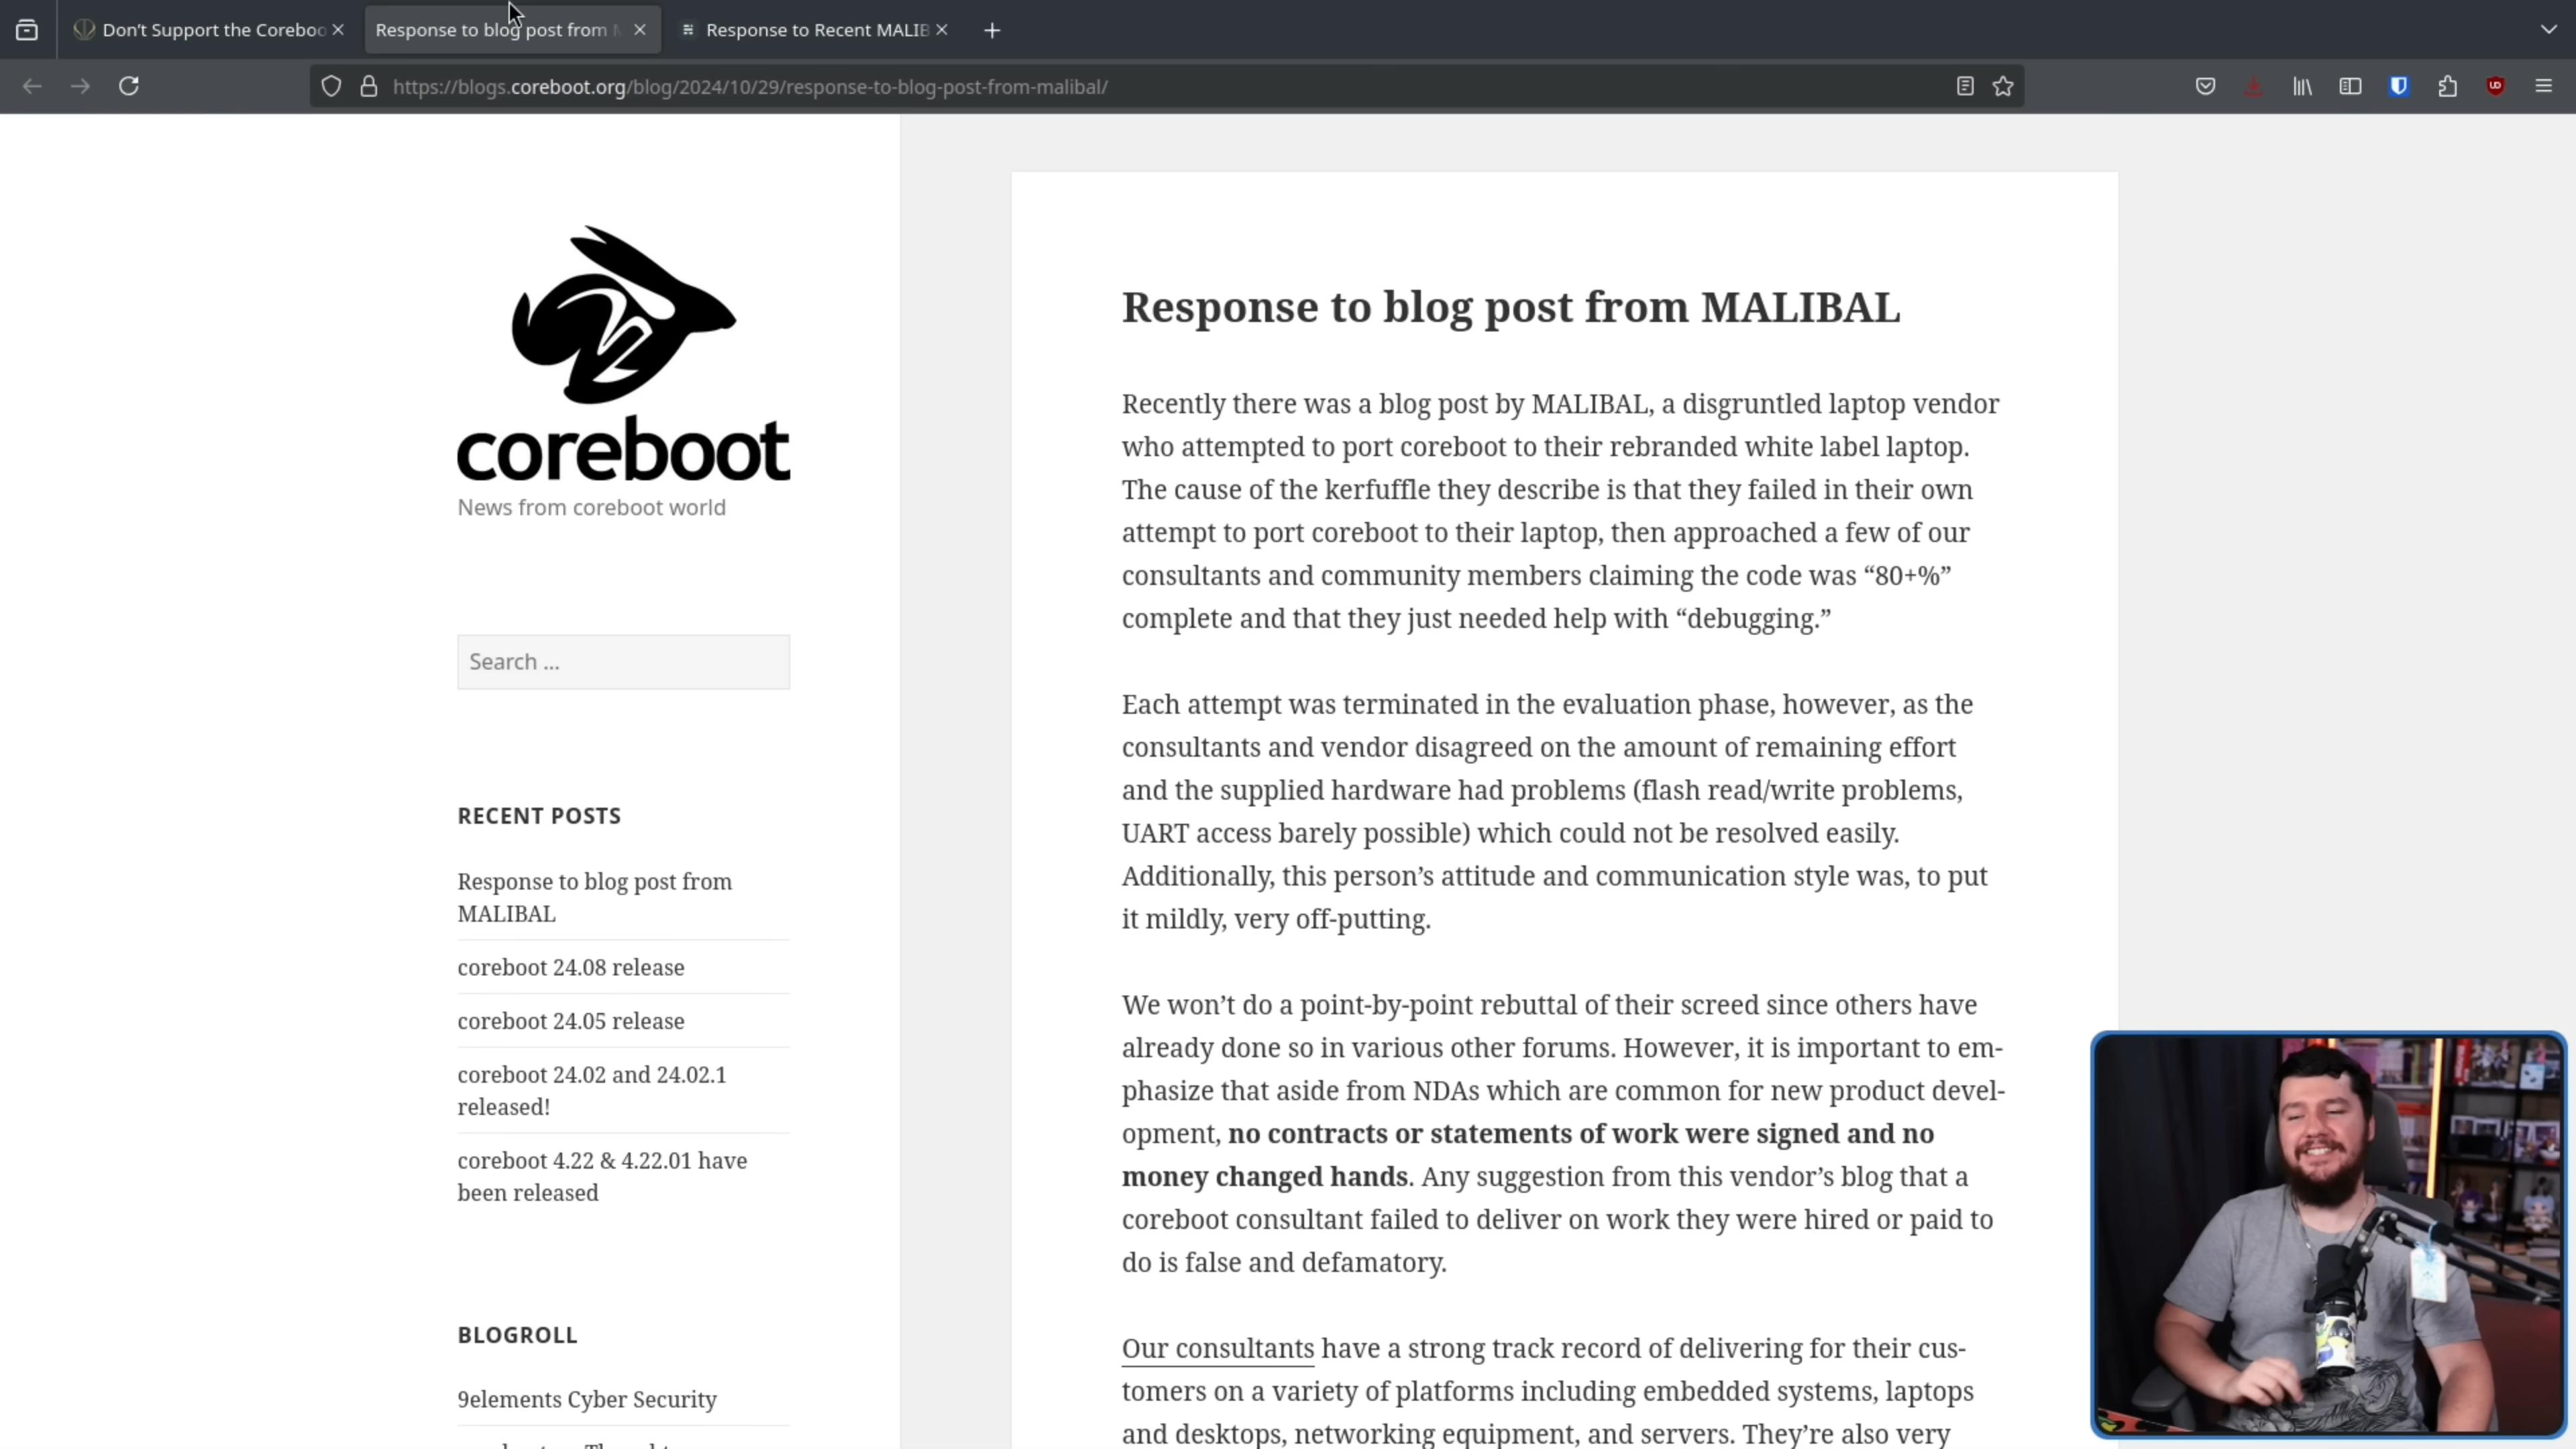 Don't Support the Coreboo
Response to blog post from M
Response to Recent MALIB
https://blogs.coreboot.org/blog/2024/10/29/response-to-blog-post-from-malibal/
coreboot
News from coreboot world
Search ...
RECENT POSTS
Response to blog post from
MALIBAL
coreboot 24.08 release
coreboot 24.05 release
coreboot 24.02 and 24.02.1
released!
coreboot 4.22 & 4.22.01 have
been released
BLOGROLL
9elements Cyber Security
Response to blog post from MALIBAL
Recently there was a blog post by MALIBAL, a disgruntled laptop vendor
who attempted to port coreboot to their rebranded white label laptop.
The cause of the kerfuffle they describe is that they failed in their own
attempt to port coreboot to their laptop, then approached a few of our
consultants and community members claiming the code was “80+%”
complete and that they just needed help with “debugging.”
Each attempt was terminated in the evaluation phase, however, as the
consultants and vendor disagreed on the amount of remaining effort
and the supplied hardware had problems (flash read/write problems,
UART access barely possible) which could not be resolved easily.
Additionally, this person’s attitude and communication style was, to put
it mildly, very off-putting.
We won’t do a point-by-point rebuttal of their screed since others have
already done so in various other forums. However, it is important to em-
phasize that aside from NDAs which are common for new product devel-
opment, no contracts or statements of work were signed and no
money changed hands. Any suggestion from this vendor’s blog that a
coreboot consultant failed to deliver on work they were hired or paid to
do is false and defamatory.
Our consultants have a strong track record of delivering for their cus-
tomers on a variety of platforms including embedded systems, laptops
and desktops, networking equipment, and servers. They’re also very